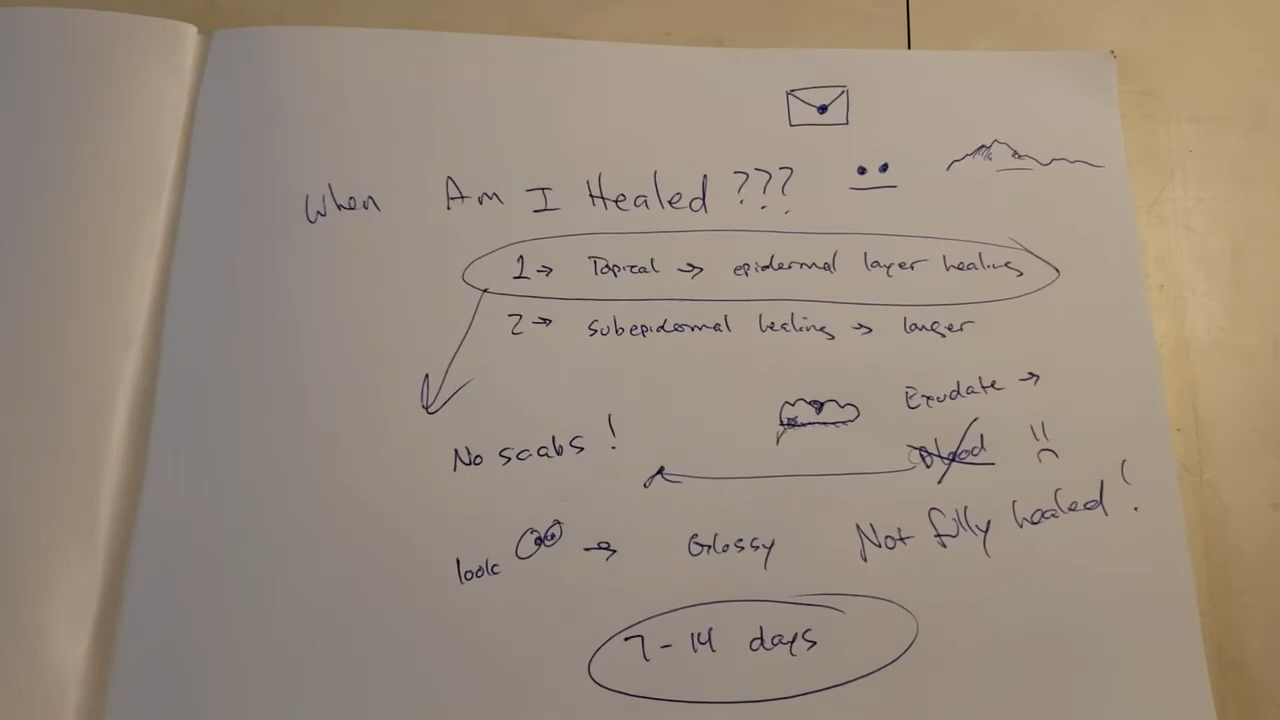 When Am I Healed ???
1 → Topical → epidermal layer healing
2 → subepidermal healing → longer
Exudate →
No scabs !
Blood
look → Glossy
Not fully healed !
7-14 days